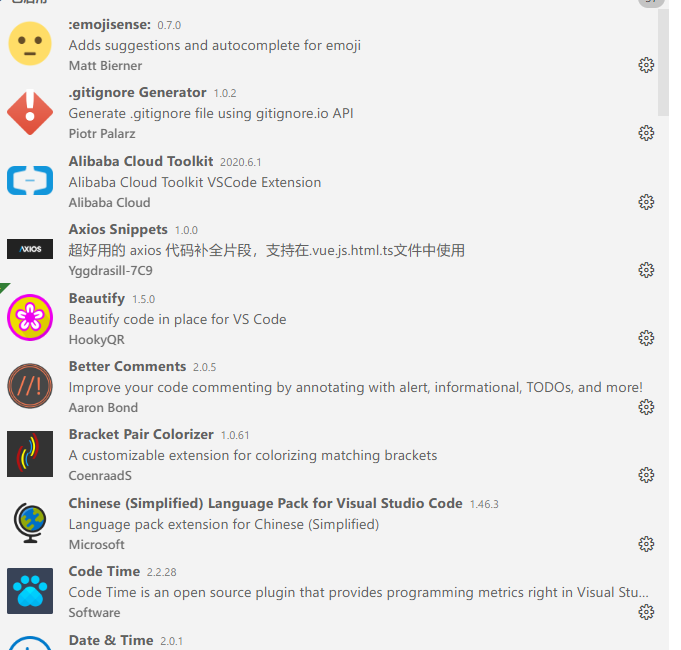 :emojisense: 0.7.0
Adds suggestions and autocomplete for emoji
Matt Bierner
.gitignore Generator 1.0.2
Generate .gitignore file using gitignore.io API
Piotr Palarz
Alibaba Cloud Toolkit 2020.6.1
Alibaba Cloud Toolkit VSCode Extension
Alibaba Cloud
Axios Snippets 1.0.0
AXIOS
超好用的 axios 代码补全片段，支持在.vue.js.html.ts文件中使用
Yggdrasill-7C9
Beautify 1.5.0
Beautify code in place for VS Code
HookyQR
Better Comments 2.0.5
//!
Improve your code commenting by annotating with alert, informational, TODOs, and more!
Aaron Bond
Bracket Pair Colorizer 1.0.61
A customizable extension for colorizing matching brackets
CoenraadS
Chinese (Simplified) Language Pack for Visual Studio Code 1.46.3
Language pack extension for Chinese (Simplified)
Microsoft
Code Time 2.2.28
Code Time is an open source plugin that provides programming metrics right in Visual Stu...
Software
Date & Time 2.0.1